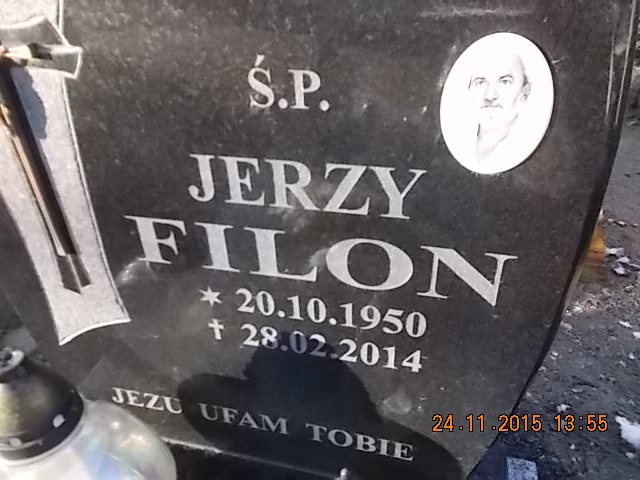 Ś.P.
JERZY
FILON
* 20.10.1950
† 28.02.2014
JEZU UFAM TOBIE
24.11.2015 13:55